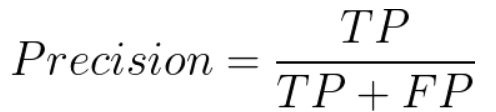 Precision = TP / TP + FP